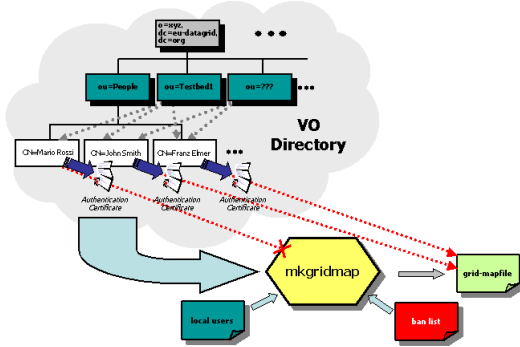 o=xyz,
dc=eu-datagrid,
dc=org
ou=People
ou=Testbed1
ou=???
VO
Directory
CN=Mario Rossi
CN=John Smith
CN=Franz Elmer
Authentication
Certificate
Authentication
Certificate
Authentication
Certificate
mkgridmap
grid-mapfile
local users
ban list